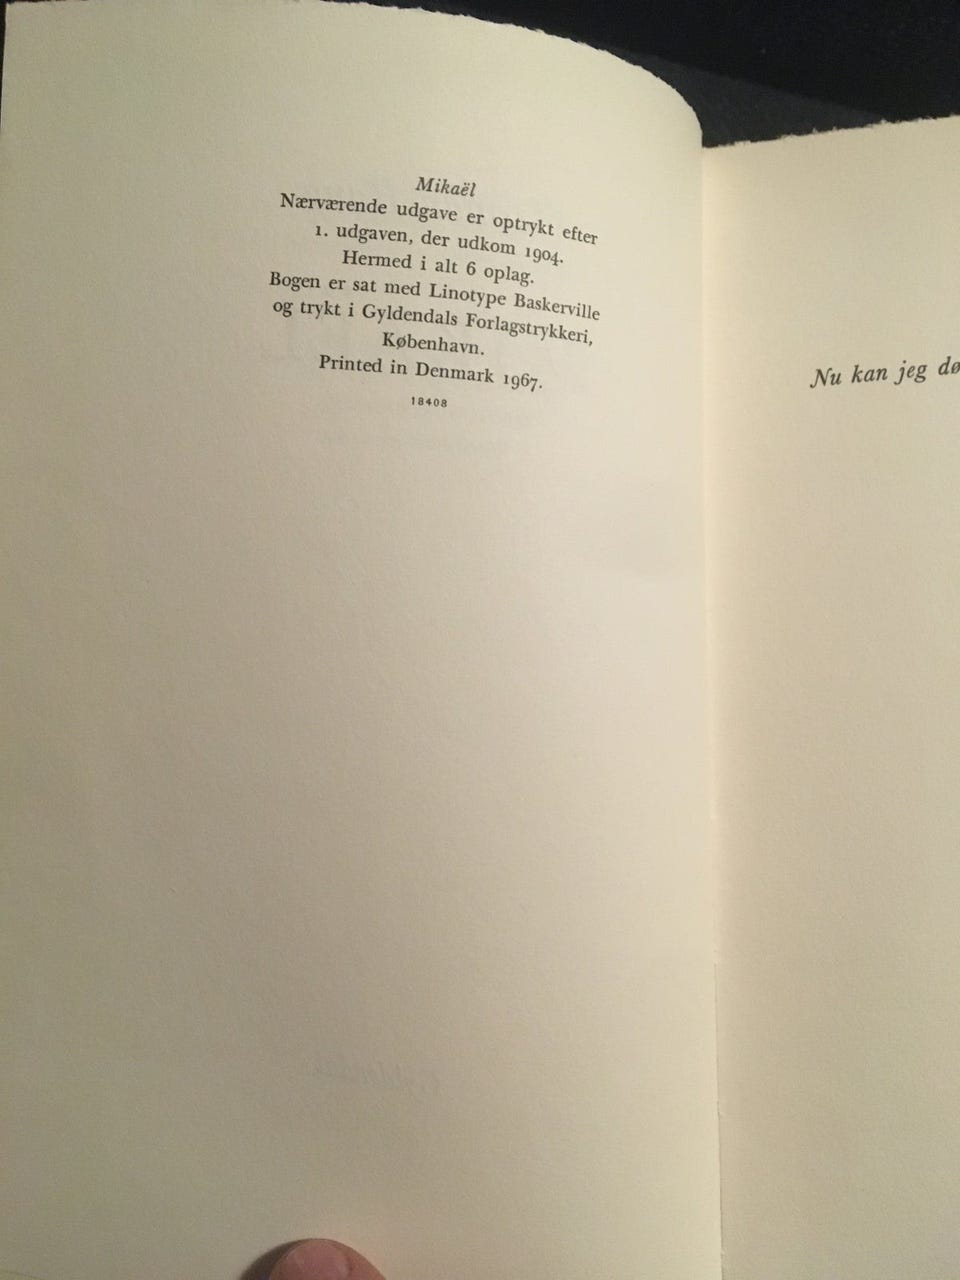 Mikaël
Nærværende udgave er optrykt efter
1. udgaven, der udkom 1904.
Hermed i alt 6 oplag.
Bogen er sat med Linotype Baskerville
og trykt i Gyldendals Forlagstrykkeri,
København.
Printed in Denmark 1967.
18408
Nu kan jeg dø